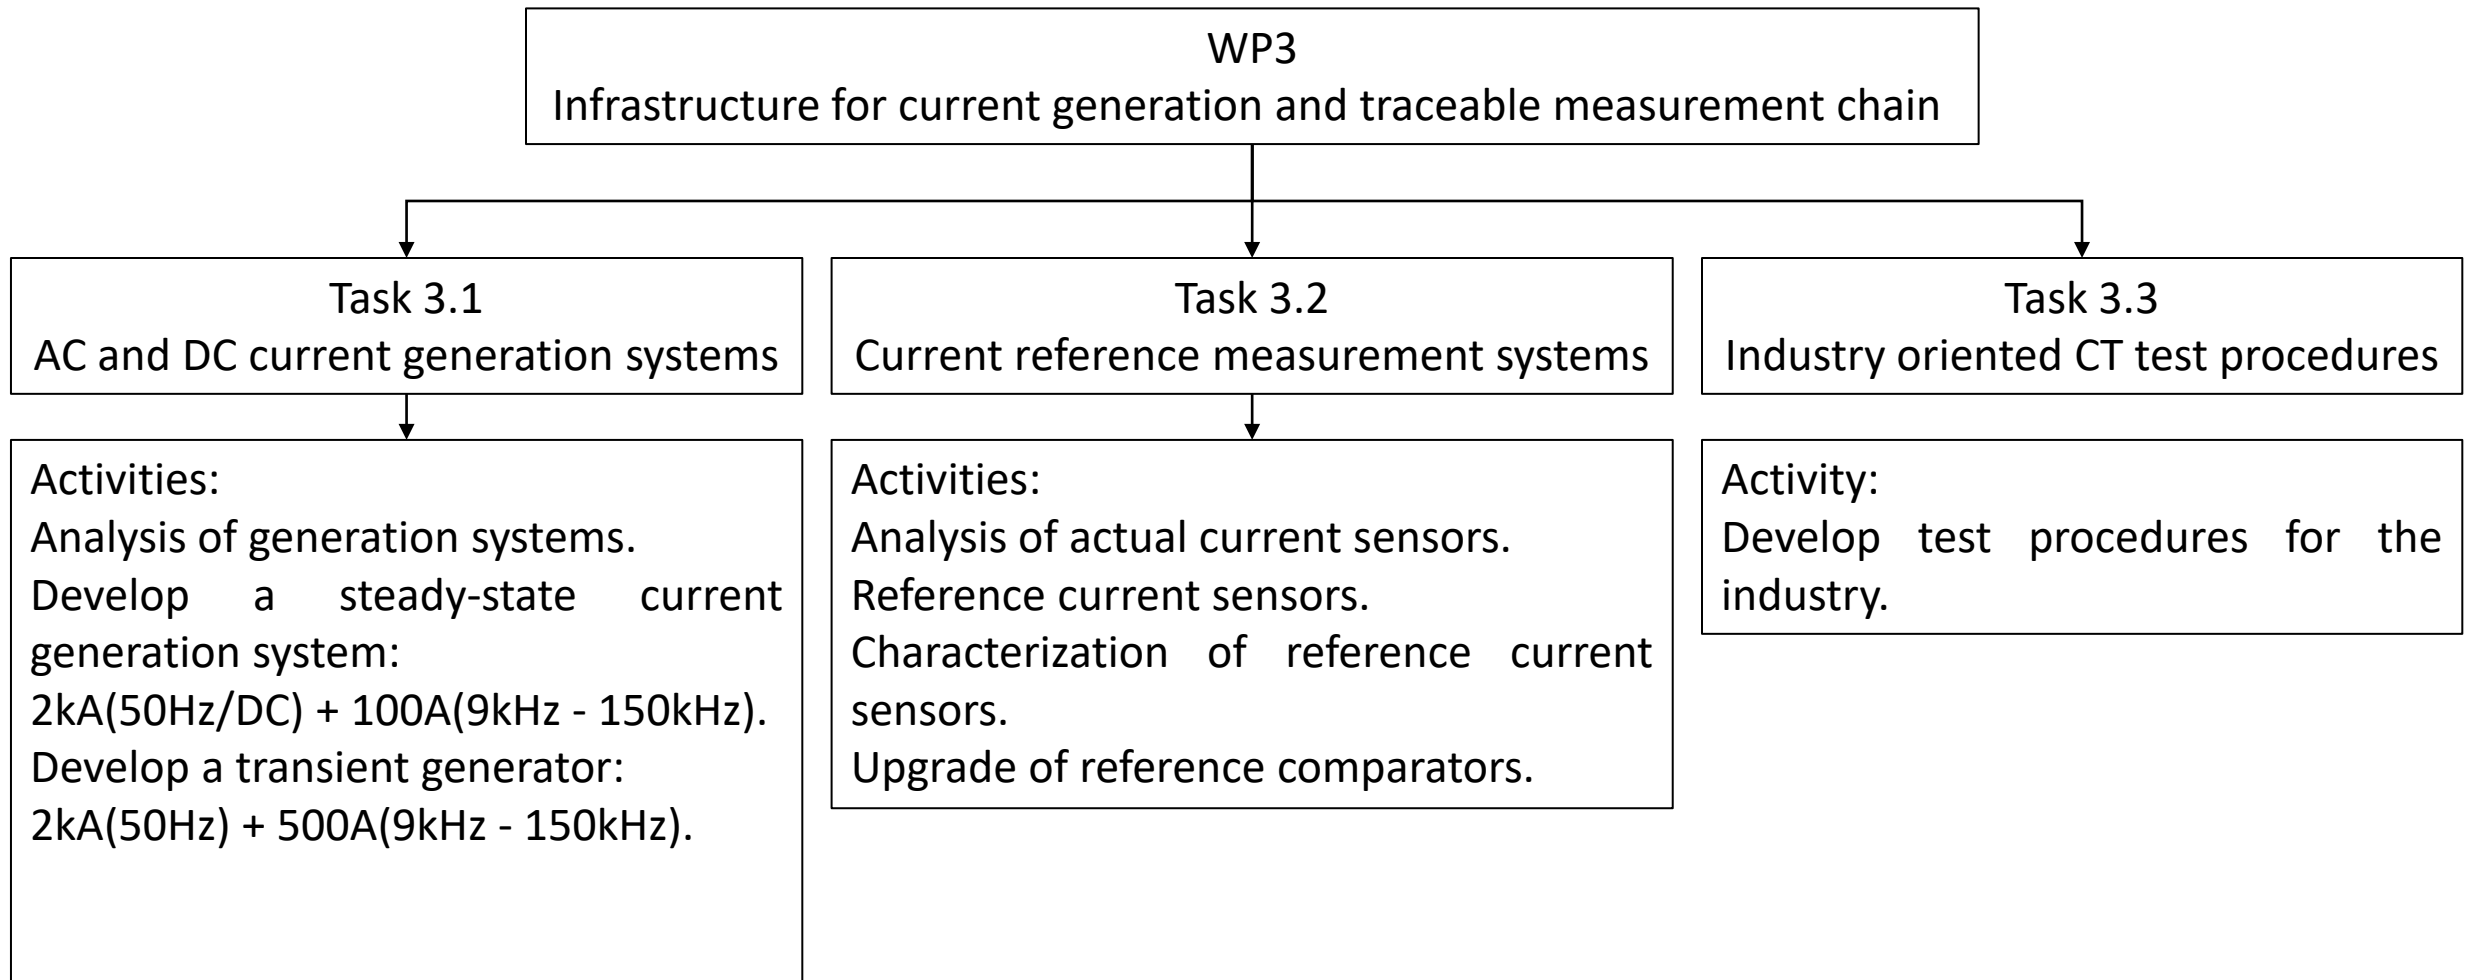 WP3
Infrastructure for current generation and traceable measurement chain
Task 3.1
AC and DC current generation systems
Task 3.2
Current reference measurement systems
Task 3.3
Industry oriented CT test procedures
Activities:
Analysis of generation systems.
Develop a steady-state current
generation system:
2kA(50Hz/DC) + 100A(9kHz - 150kHz).
Develop a transient generator:
2kA(50Hz) + 500A(9kHz - 150kHz).
Activities:
Analysis of actual current sensors.
Reference current sensors.
Characterization of reference current
sensors.
Upgrade of reference comparators.
Activity:
Develop test procedures for the
industry.